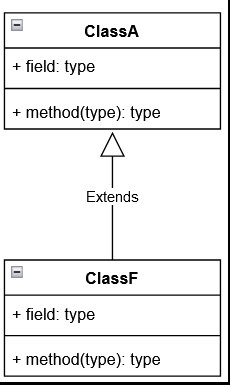 ClassA
+ field: type
+ method(type): type
Extends
ClassF
+ field: type
+ method(type): type